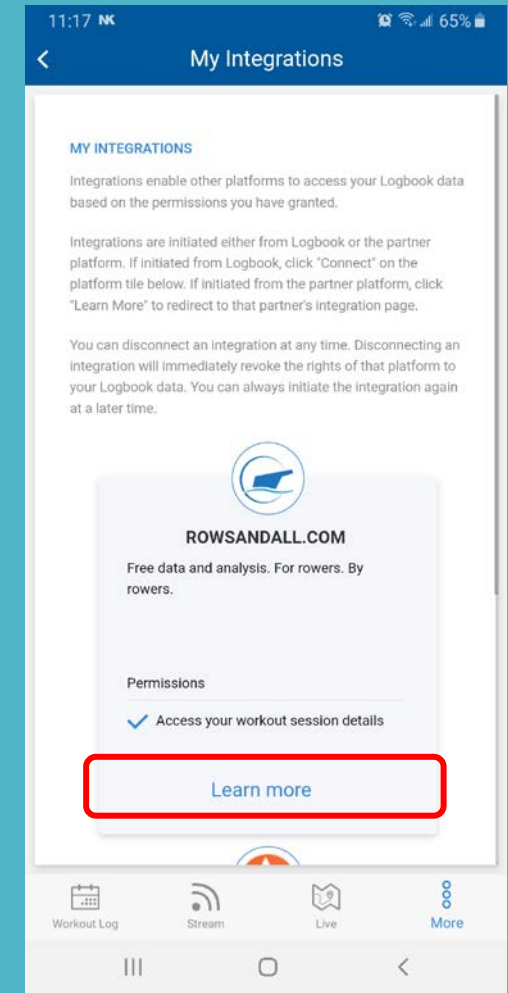 11:17 NK 65%
My Integrations
MY INTEGRATIONS
Integrations enable other platforms to access your Logbook data
based on the permissions you have granted.
Integrations are initiated either from Logbook or the partner
platform. If initiated from Logbook, click "Connect" on the
platform tile below. If initiated from the partner platform, click
"Learn More" to redirect to that partner's integration page.
You can disconnect an integration at any time. Disconnecting an
integration will immediately revoke the rights of that platform to
your Logbook data. You can always initiate the integration again
at a later time.
ROWSANDALL.COM
Free data and analysis. For rowers. By
rowers.
Permissions
Access your workout session details
Learn more
Workout Log Stream Live More